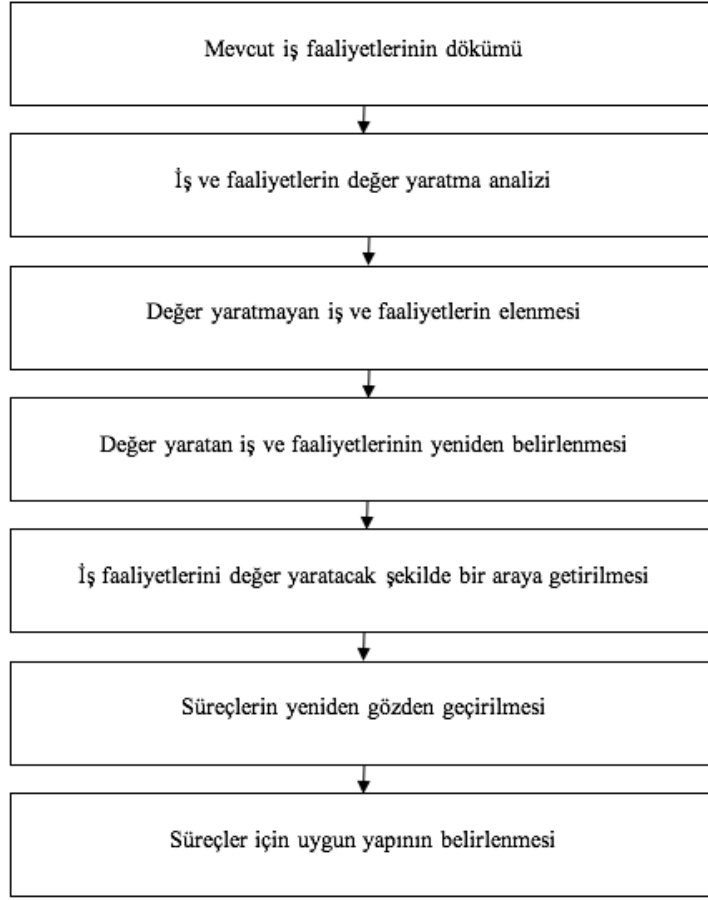 Mevcut iş faaliyetlerinin dökümü
İş ve faaliyetlerin değer yaratma analizi
Değer yaratmayan iş ve faaliyetlerin elenmesi
Değer yaratan iş ve faaliyetlerinin yeniden belirlenmesi
İş faaliyetlerini değer yaratacak şekilde bir araya getirilmesi
Süreçlerin yeniden gözden geçirilmesi
Süreçler için uygun yapının belirlenmesi